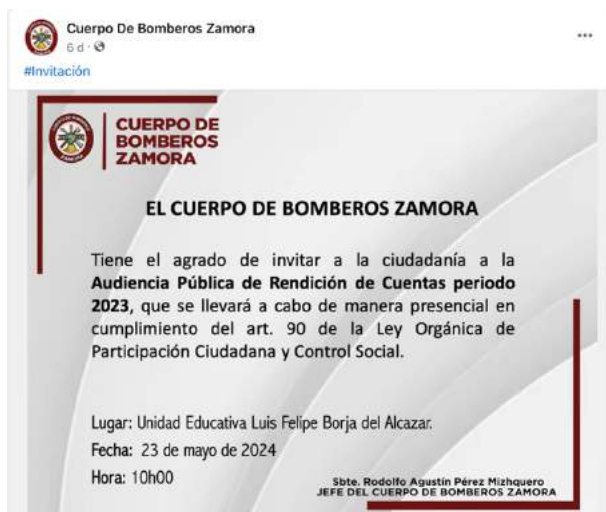 Cuerpo De Bomberos Zamora
6 d ·
#Invitación
CUERPO DE
BOMBEROS
ZAMORA
EL CUERPO DE BOMBEROS ZAMORA
Tiene el agrado de invitar a la ciudadanía a la
Audiencia Pública de Rendición de Cuentas periodo
2023, que se llevará a cabo de manera presencial en
cumplimiento del art. 90 de la Ley Orgánica de
Participación Ciudadana y Control Social.
Lugar: Unidad Educativa Luis Felipe Borja del Alcazar.
Fecha: 23 de mayo de 2024
Hora: 10h00
Sbte. Rodolfo Agustín Pérez Mizhquero
JEFE DEL CUERPO DE BOMBEROS ZAMORA